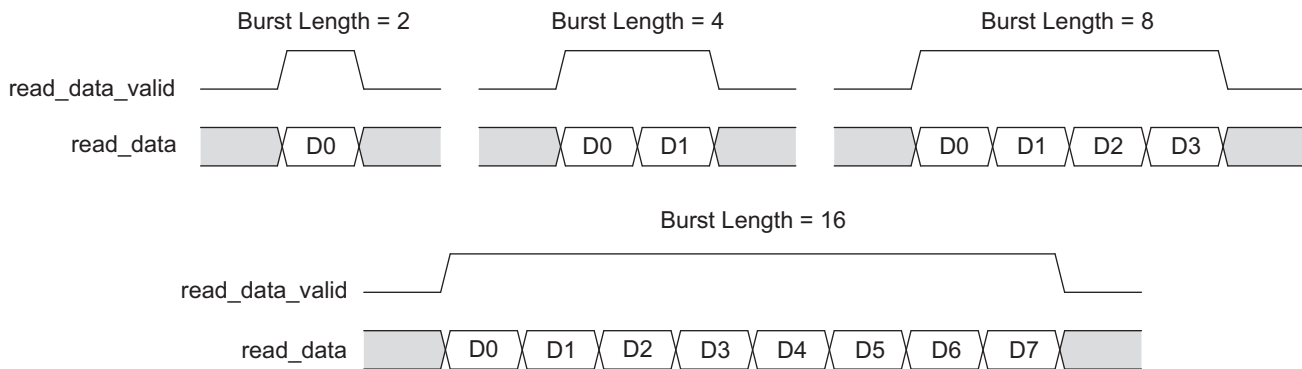 Burst Length = 2 Burst Length = 4 Burst Length = 8
read_data_valid
read_data D0 D0 D1 D0 D1 D2 D3
Burst Length = 16
read_data_valid
read_data D0 D1 D2 D3 D4 D5 D6 D7